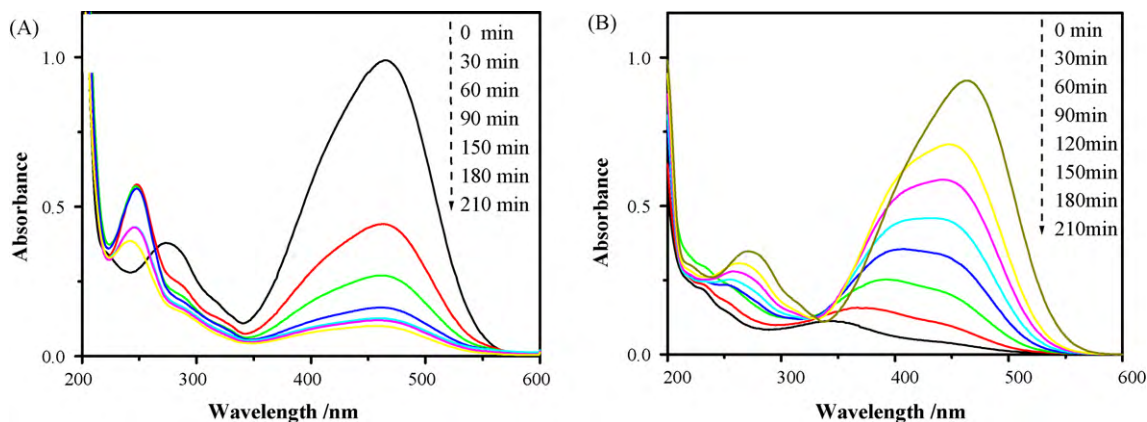 (A)
0 min
30 min
60 min
90 min
150 min
180 min
210 min
1.0
0.5
0.0
Absorbance
200 300 400 500 600
Wavelength /nm
(B)
0 min
30min
60min
90min
120min
150min
180min
210min
1.0
0.5
0.0
Absorbance
200 300 400 500 600
Wavelength /nm